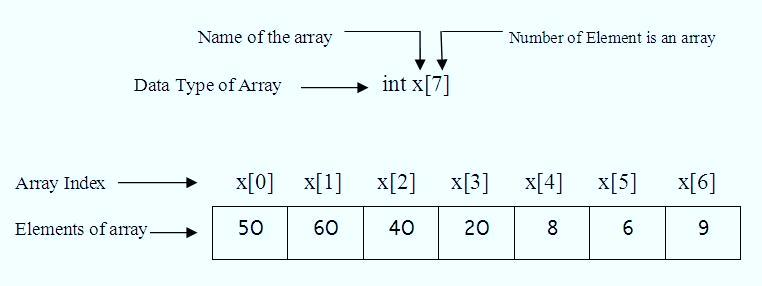 Name of the array
Number of Element is an array
Data Type of Array
int x[7]
Array Index
x[0] x[1] x[2] x[3] x[4] x[5] x[6]
Elements of array
50 60 40 20 8 6 9